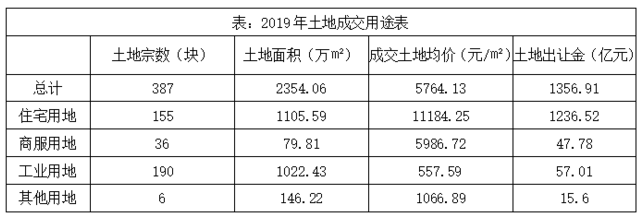 表：2019年土地成交用途表
土地宗数（块） 土地面积（万㎡） 成交土地均价（元/㎡） 土地出让金（亿元）
总计 387 2354.06 5764.13 1356.91
住宅用地 155 1105.59 11184.25 1236.52
商服用地 36 79.81 5986.72 47.78
工业用地 190 1022.43 557.59 57.01
其他用地 6 146.22 1066.89 15.6